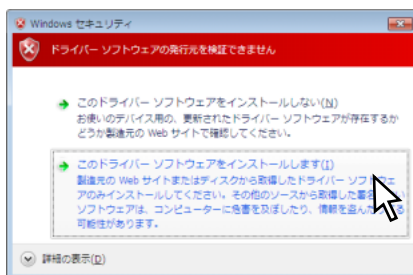 Windows セキュリティ
ドライバー ソフトウェアの発行元を検証できません
このドライバー ソフトウェアをインストールしない(N)
お使いのデバイス用の、更新されたドライバー ソフトウェアが存在するか
どうか製造元の Web サイトで確認してください。
このドライバー ソフトウェアをインストールします(I)
製造元の Web サイトまたはディスクから取得したドライバー ソフトウェ
アのみインストールしてください。その他のソースから取得した署名
ソフトウェアは、コンピューターに危害を及ぼしたり、情報を盗んだ
可能性があります。
詳細の表示(D)